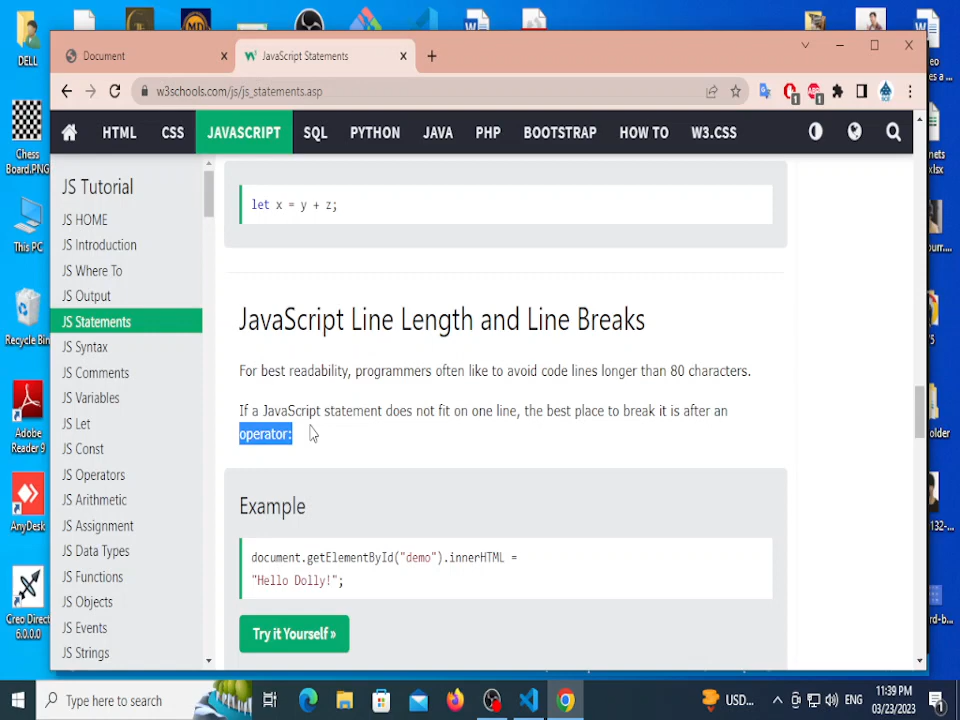 DELL
Chess
Board.PNG
This PC
Recycle Bin
Adobe
Reader 9
AnyDesk
Creo Direct
6.0.0.0
Document
JavaScript Statements
w3schools.com/js/js_statements.asp
HTML
CSS
JAVASCRIPT
SQL
PYTHON
JAVA
PHP
BOOTSTRAP
HOW TO
W3.CSS
JS Tutorial
JS HOME
JS Introduction
JS Where To
JS Output
JS Statements
JS Syntax
JS Comments
JS Variables
JS Let
JS Const
JS Operators
JS Arithmetic
JS Assignment
JS Data Types
JS Functions
JS Objects
JS Events
JS Strings
let x = y + z;
JavaScript Line Length and Line Breaks
For best readability, programmers often like to avoid code lines longer than 80 characters.
If a JavaScript statement does not fit on one line, the best place to break it is after an
operator:
Example
document.getElementById("demo").innerHTML =
"Hello Dolly!";
Try it Yourself »
Type here to search
USD...
ENG
11:39 PM
03/23/2023